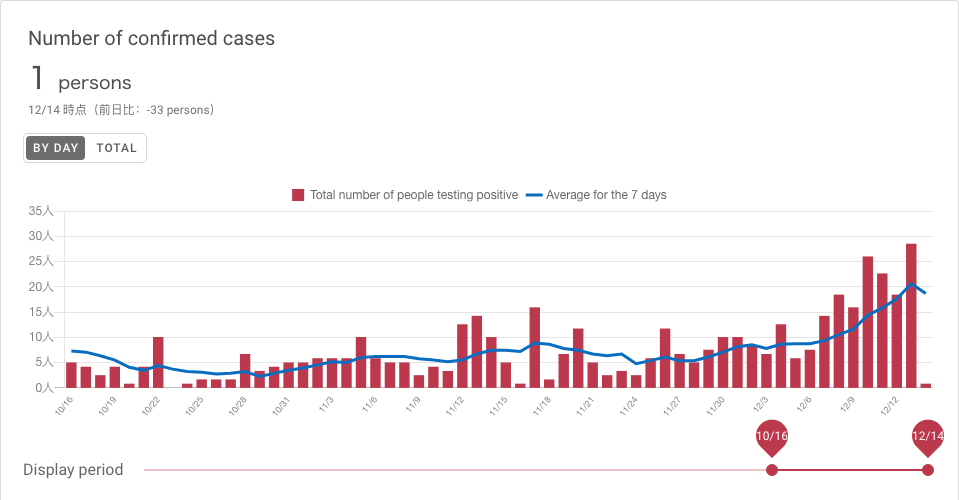 Number of confirmed cases
1 persons
12/14 時点（前日比：-33 persons）
BY DAY TOTAL
Total number of people testing positive Average for the 7 days
35人
30人
25人
20人
15人
10人
5人
0人
10/16 10/19 10/22 10/25 10/28 10/31 11/3 11/6 11/9 11/12 11/15 11/18 11/21 11/24 11/27 11/30 12/3 12/6 12/9 12/12
10/16 12/14
Display period